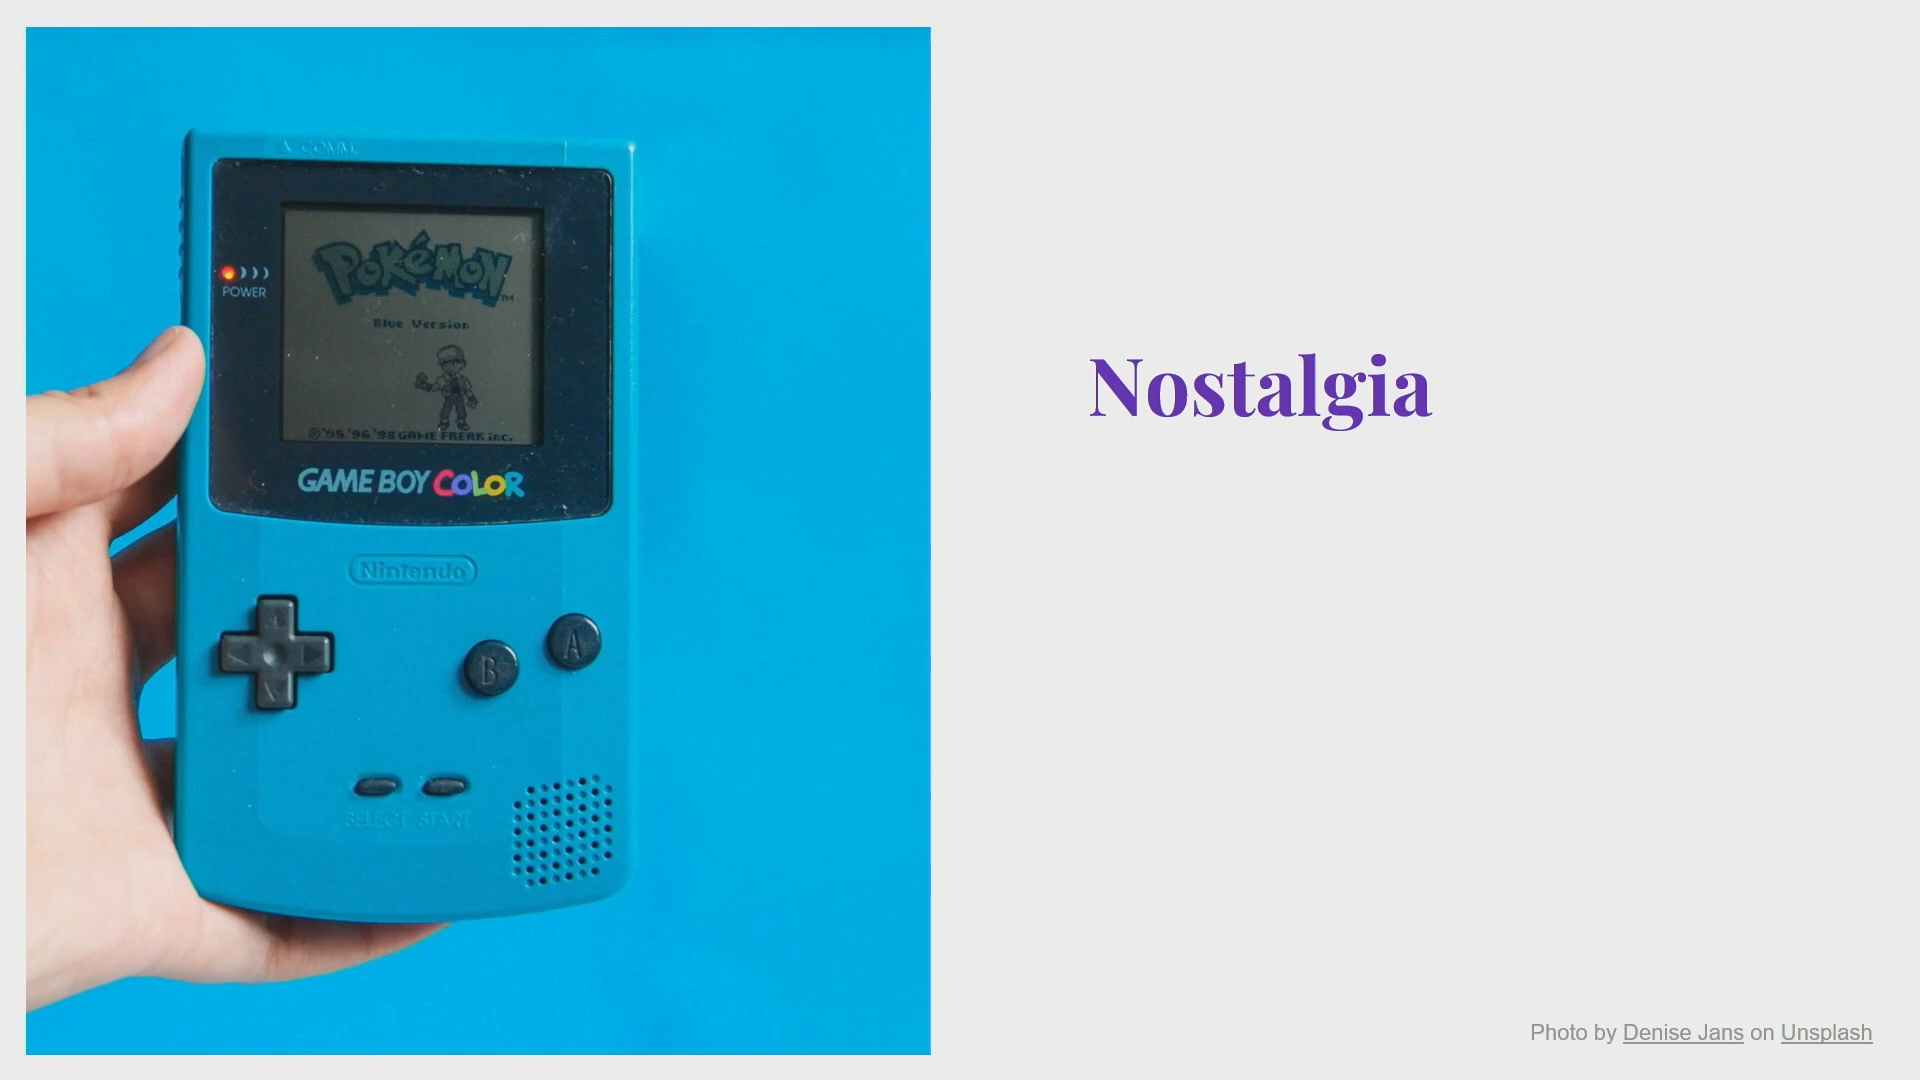 & COMM.
POWER
POKéMON™
Blue Version
©'95.'96 '98 GAME FREAK inc.
GAME BOY COLOR
Nintendo
B
A
SELECT START
Nostalgia
Photo by Denise Jans on Unsplash